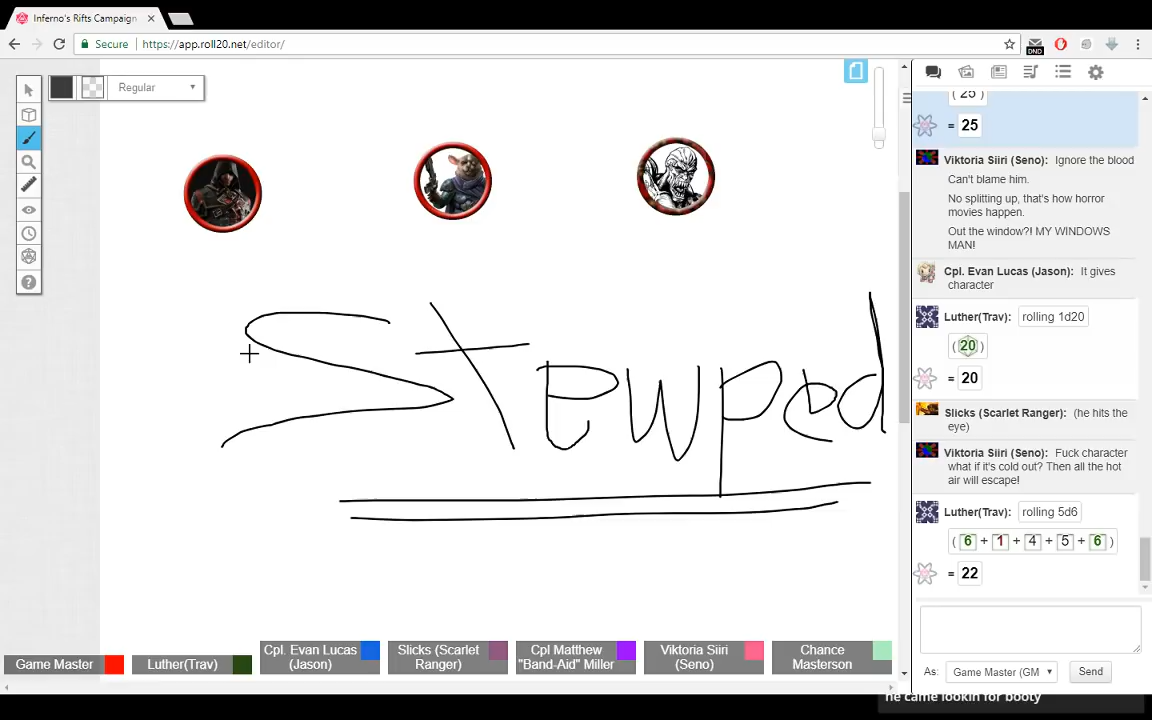 Inferno's Rifts Campaign
Secure
https://app.roll20.net/editor/
DND
Regular
( 25 )
= 25
Viktoria Siiri (Seno): Ignore the blood
Can't blame him.
No splitting up, that's how horror
movies happen.
Out the window?! MY WINDOWS
MAN!
Cpl. Evan Lucas (Jason): It gives
character
Luther(Trav): rolling 1d20
( 20 )
= 20
Slicks (Scarlet Ranger): (he hits the
eye)
Viktoria Siiri (Seno): Fuck character
what if it's cold out? Then all the hot
air will escape!
Luther(Trav): rolling 5d6
( 6 + 1 + 4 + 5 + 6 )
= 22
Stewped
Game Master
Luther(Trav)
Cpl. Evan Lucas
(Jason)
Slicks (Scarlet
Ranger)
Cpl Matthew
"Band-Aid" Miller
Viktoria Siiri
(Seno)
Chance
Masterson
As: Game Master (GM
Send
he came lookin for booty